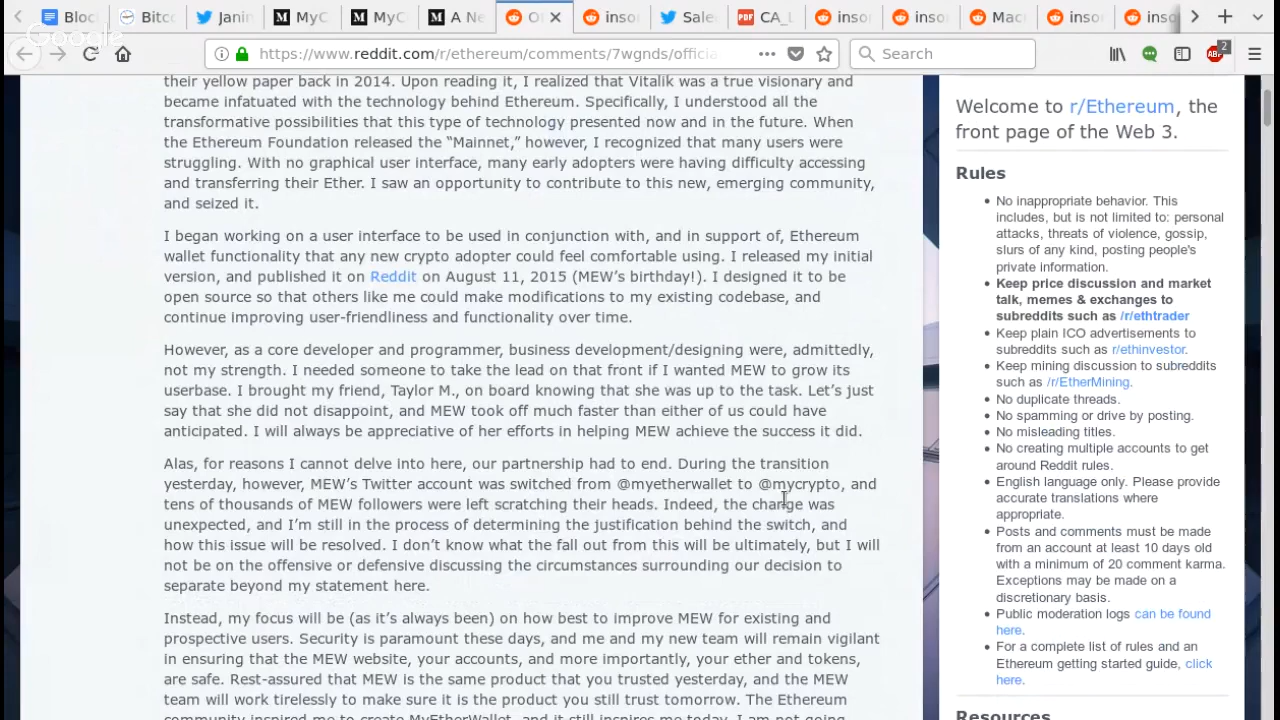 Bloc
Bitco
Janin
MyC
MyC
A No
O
inso
Sale
CA_L
inso
inso
Mac
inso
inso
Google
https://www.reddit.com/r/ethereum/comments/7wgnds/officia
Search
2
their yellow paper back in 2014. Upon reading it, I realized that Vitalik was a true visionary and
became infatuated with the technology behind Ethereum. Specifically, I understood all the
transformative possibilities that this type of technology presented now and in the future. When
the Ethereum Foundation released the “Mainnet,” however, I recognized that many users were
struggling. With no graphical user interface, many early adopters were having difficulty accessing
and transferring their Ether. I saw an opportunity to contribute to this new, emerging community,
and seized it.
I began working on a user interface to be used in conjunction with, and in support of, Ethereum
wallet functionality that any new crypto adopter could feel comfortable using. I released my initial
version, and published it on Reddit on August 11, 2015 (MEW’s birthday!). I designed it to be
open source so that others like me could make modifications to my existing codebase, and
continue improving user-friendliness and functionality over time.
However, as a core developer and programmer, business development/designing were, admittedly,
not my strength. I needed someone to take the lead on that front if I wanted MEW to grow its
userbase. I brought my friend, Taylor M., on board knowing that she was up to the task. Let’s just
say that she did not disappoint, and MEW took off much faster than either of us could have
anticipated. I will always be appreciative of her efforts in helping MEW achieve the success it did.
Alas, for reasons I cannot delve into here, our partnership had to end. During the transition
yesterday, however, MEW’s Twitter account was switched from @myetherwallet to @mycrypto, and
tens of thousands of MEW followers were left scratching their heads. Indeed, the change was
unexpected, and I’m still in the process of determining the justification behind the switch, and
how this issue will be resolved. I don’t know what the fall out from this will be ultimately, but I will
not be on the offensive or defensive discussing the circumstances surrounding our decision to
separate beyond my statement here.
Instead, my focus will be (as it’s always been) on how best to improve MEW for existing and
prospective users. Security is paramount these days, and me and my new team will remain vigilant
in ensuring that the MEW website, your accounts, and more importantly, your ether and tokens,
are safe. Rest-assured that MEW is the same product that you trusted yesterday, and the MEW
team will work tirelessly to make sure it is the product you still trust tomorrow. The Ethereum
community inspired me to create MyEtherWallet, and it still inspires me today. I am not going
Welcome to r/Ethereum, the
front page of the Web 3.
Rules
No inappropriate behavior. This
includes, but is not limited to: personal
attacks, threats of violence, gossip,
slurs of any kind, posting people's
private information.
Keep price discussion and market
talk, memes & exchanges to
subreddits such as /r/ethtrader
Keep plain ICO advertisements to
subreddits such as r/ethinvestor.
Keep mining discussion to subreddits
such as /r/EtherMining.
No duplicate threads.
No spamming or drive by posting.
No misleading titles.
No creating multiple accounts to get
around Reddit rules.
English language only. Please provide
accurate translations where
appropriate.
Posts and comments must be made
from an account at least 10 days old
with a minimum of 20 comment karma.
Exceptions may be made on a
discretionary basis.
Public moderation logs can be found
here.
For a complete list of rules and an
Ethereum getting started guide, click
here.
Resources